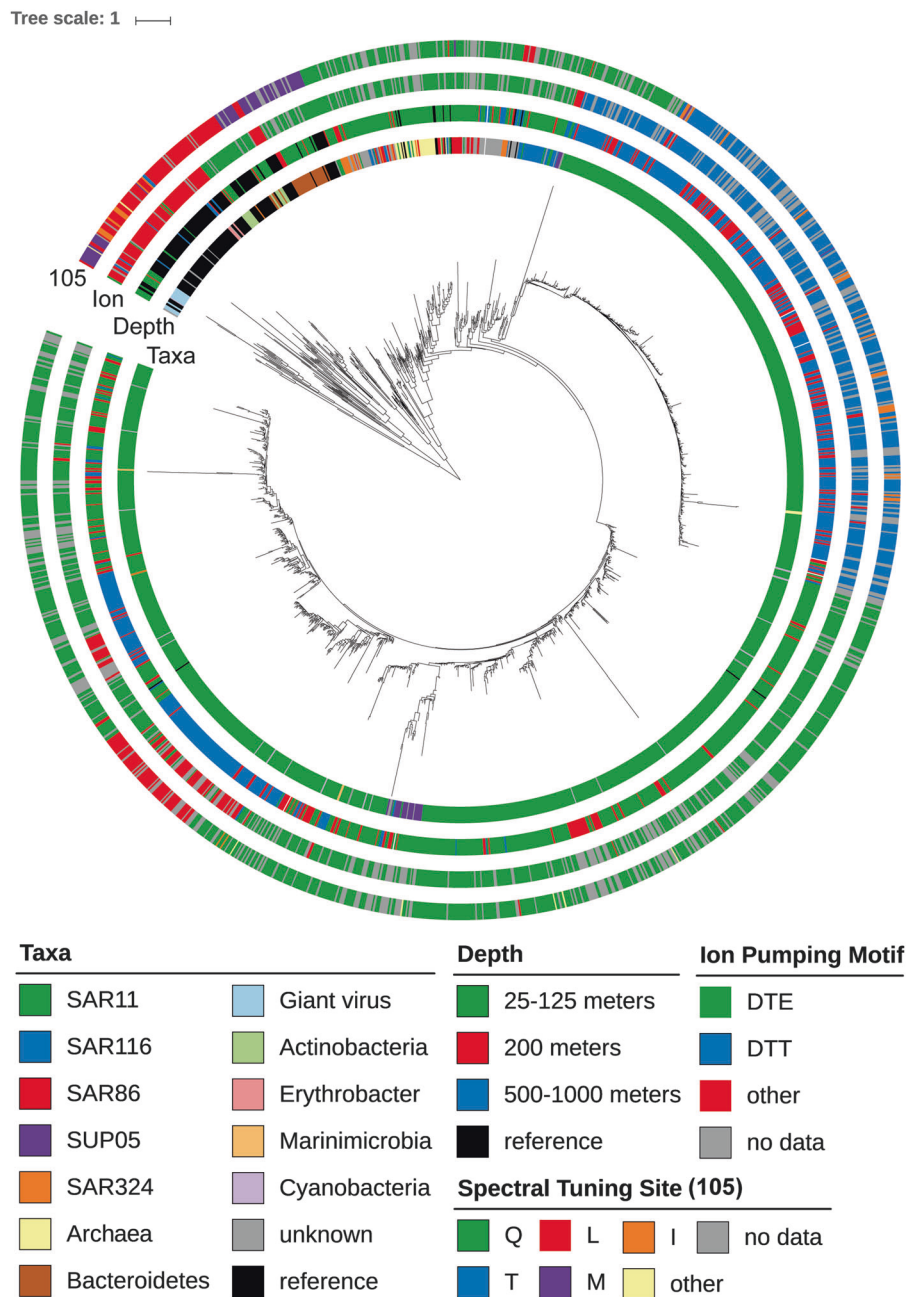 Tree scale: 1
105
Ion
Depth
Taxa
Taxa
SAR11
SAR116
SAR86
SUP05
SAR324
Archaea
Bacteroidetes
Giant virus
Actinobacteria
Erythrobacter
Marinimicrobia
Cyanobacteria
unknown
reference
Depth
25-125 meters
200 meters
500-1000 meters
reference
Ion Pumping Motif
DTE
DTT
other
no data
Spectral Tuning Site (105)
Q L I no data
T M other